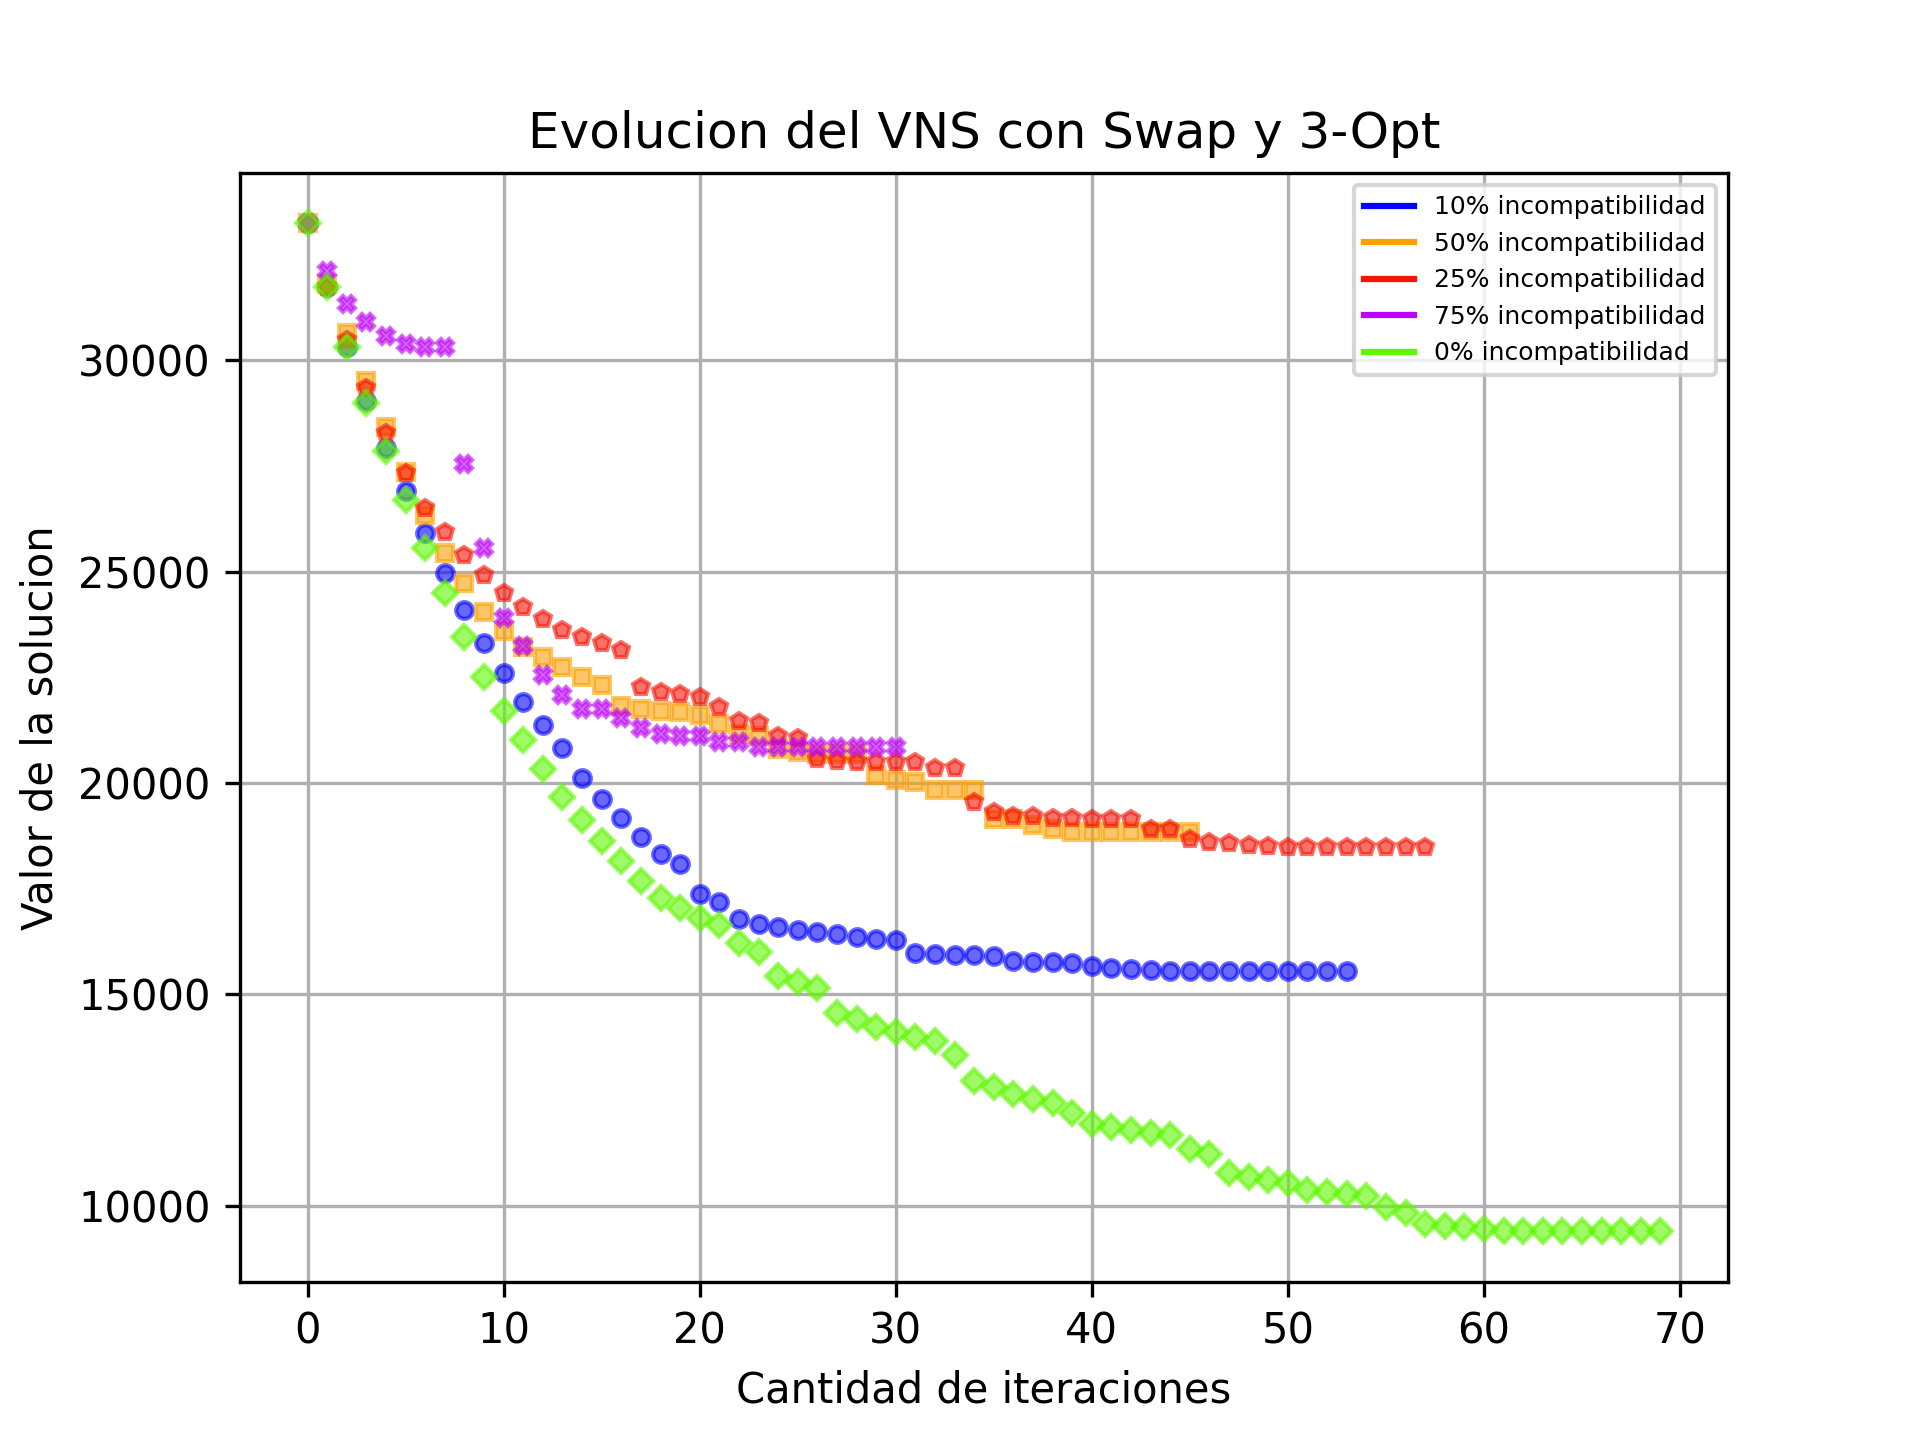 Evolucion del VNS con Swap y 3-Opt
10% incompatibilidad
50% incompatibilidad
25% incompatibilidad
75% incompatibilidad
0% incompatibilidad
Valor de la solucion
30000
25000
20000
15000
10000
0 10 20 30 40 50 60 70
Cantidad de iteraciones